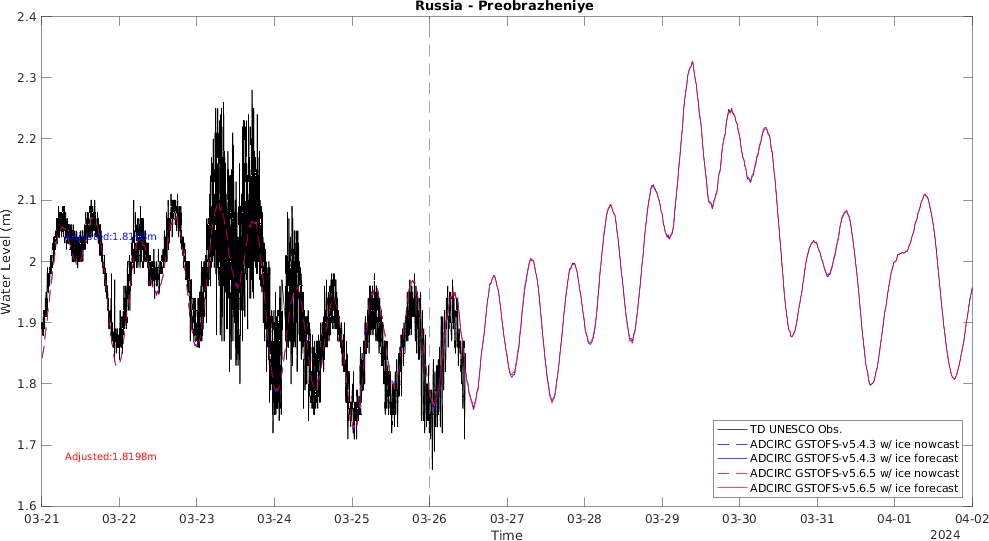 Russia - Preobrazheniye
2.4
2.3
2.2
2.1
2
1.9
1.8
1.7
1.6
Water Level (m)
Adjusted:1.8198m
TD UNESCO Obs.
ADCIRC GSTOFS-v5.4.3 w/ ice nowcast
ADCIRC GSTOFS-v5.4.3 w/ ice forecast
ADCIRC GSTOFS-v5.6.5 w/ ice nowcast
ADCIRC GSTOFS-v5.6.5 w/ ice forecast
03-21 03-22 03-23 03-24 03-25 03-26 03-27 03-28 03-29 03-30 03-31 04-01 04-02
Time
2024